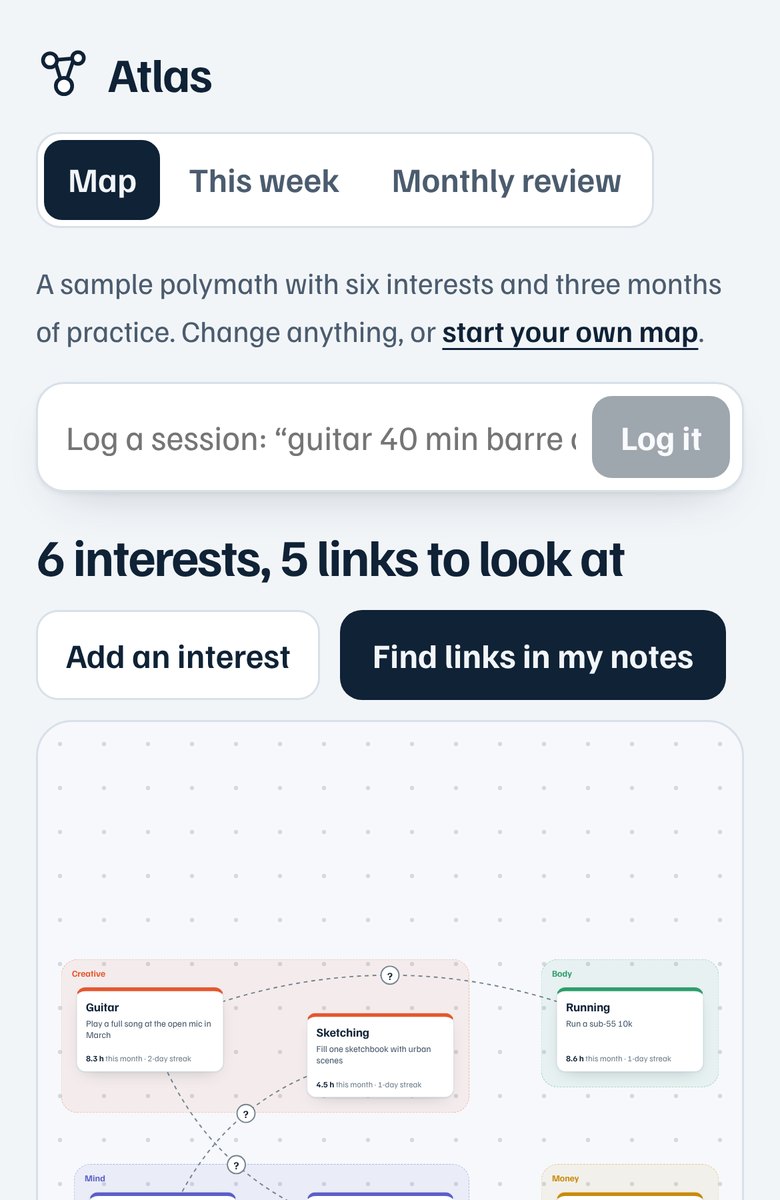 Atlas
Map
This week
Monthly review
A sample polymath with six interests and three months
of practice. Change anything, or start your own map.
Log a session: “guitar 40 min barre
Log it
6 interests, 5 links to look at
Add an interest
Find links in my notes
Creative
?
Body
Guitar
Play a full song at the open mic in
March
8.3 h this month · 2-day streak
Sketching
Fill one sketchbook with urban
scenes
4.5 h this month · 1-day streak
Running
Run a sub-55 10k
8.6 h this month · 1-day streak
?
?
Mind
Money